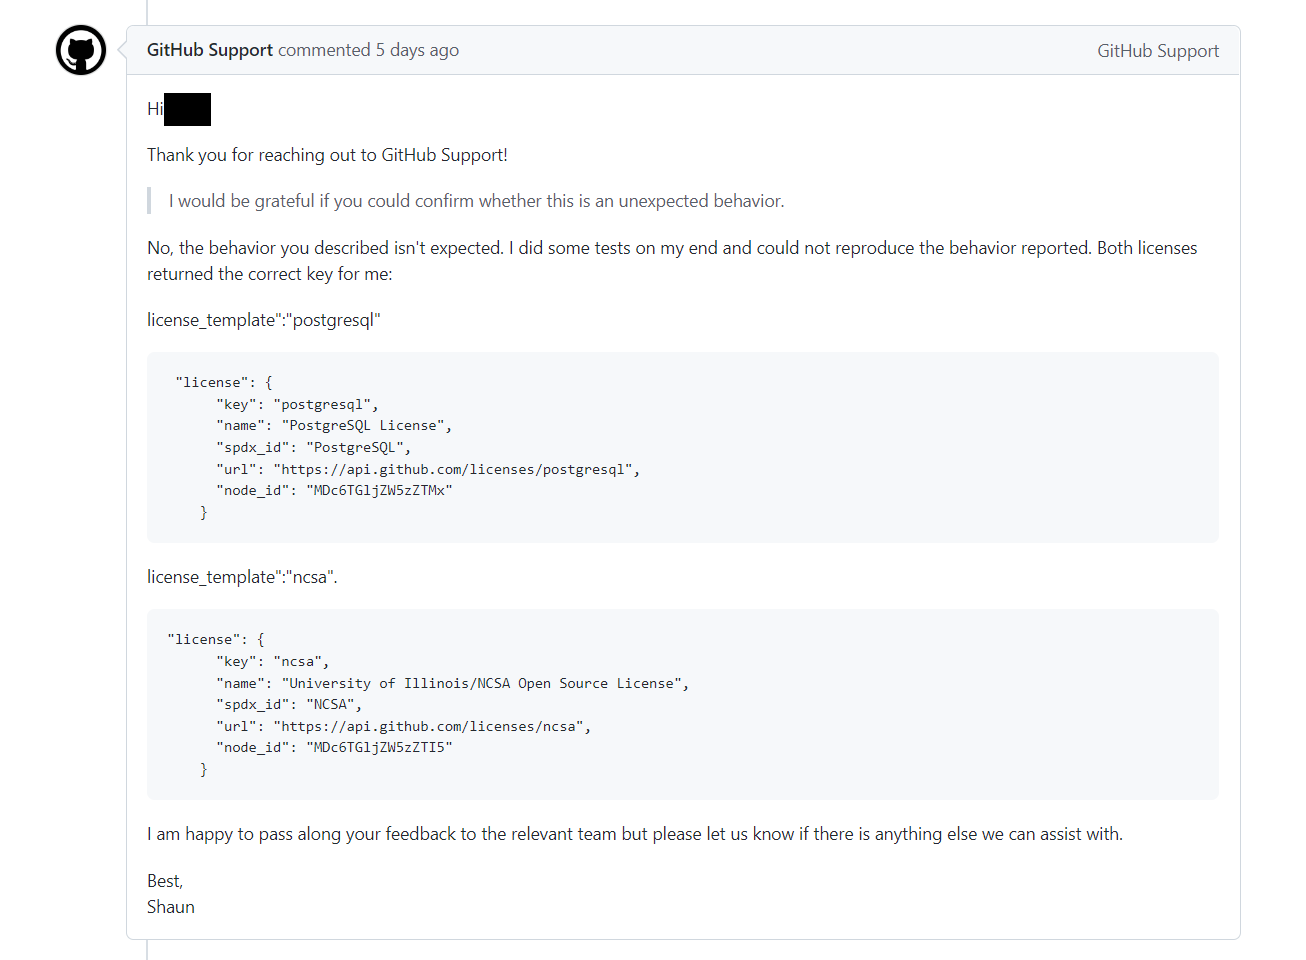 GitHub Support commented 5 days ago
GitHub Support
Hi
Thank you for reaching out to GitHub Support!
I would be grateful if you could confirm whether this is an unexpected behavior.
No, the behavior you described isn't expected. I did some tests on my end and could not reproduce the behavior reported. Both licenses
returned the correct key for me:
license_template":"postgresql"
"license": {
"key": "postgresql",
"name": "PostgreSQL License",
"spdx_id": "PostgreSQL",
"url": "https://api.github.com/licenses/postgresql",
"node_id": "MDc6TGljZW5zZTMx"
}
license_template":"ncsa".
"license": {
"key": "ncsa",
"name": "University of Illinois/NCSA Open Source License",
"spdx_id": "NCSA",
"url": "https://api.github.com/licenses/ncsa",
"node_id": "MDc6TGljZW5zZTI5"
}
I am happy to pass along your feedback to the relevant team but please let us know if there is anything else we can assist with.
Best,
Shaun